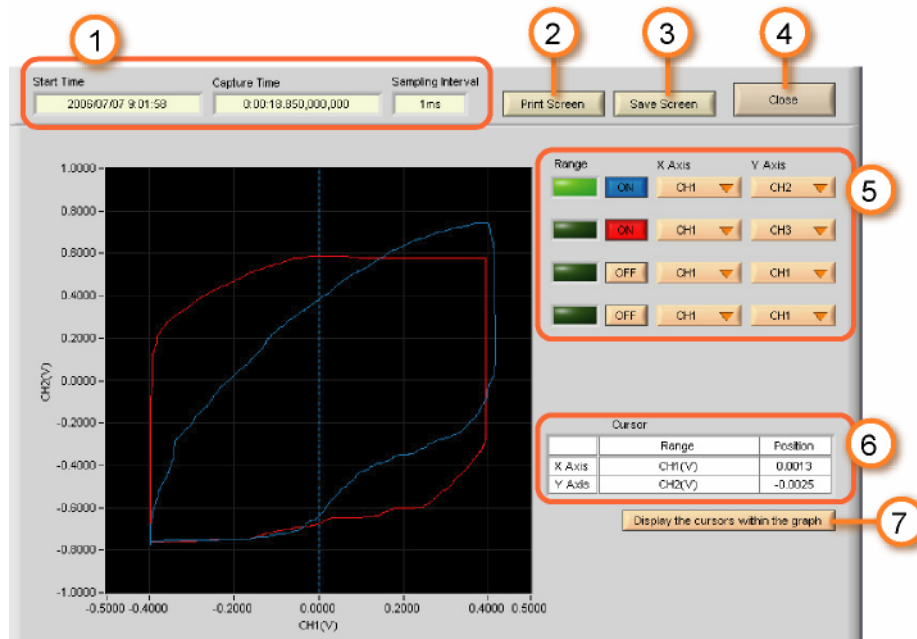 1
2
3
4
Start Time
Capture Time
Sampling Interval
2006/07/07 9:01:58
0:00:18.850,000,000
1ms
Print Screen
Save Screen
Close
Range
X Axis
Y Axis
ON
CH1
CH2
5
ON
CH1
CH3
OFF
CH1
CH1
OFF
CH1
CH1
1.0000
0.8000
0.6000
0.4000
0.2000
0.0000
-0.2000
-0.4000
-0.6000
-0.8000
-1.0000
CH2(V)
-0.5000 -0.4000 -0.2000 0.0000 0.2000 0.4000 0.5000
CH1(V)
Cursor
6
Range Position
X Axis CH1(V) 0.0013
Y Axis CH2(V) -0.0025
Display the cursors within the graph
7